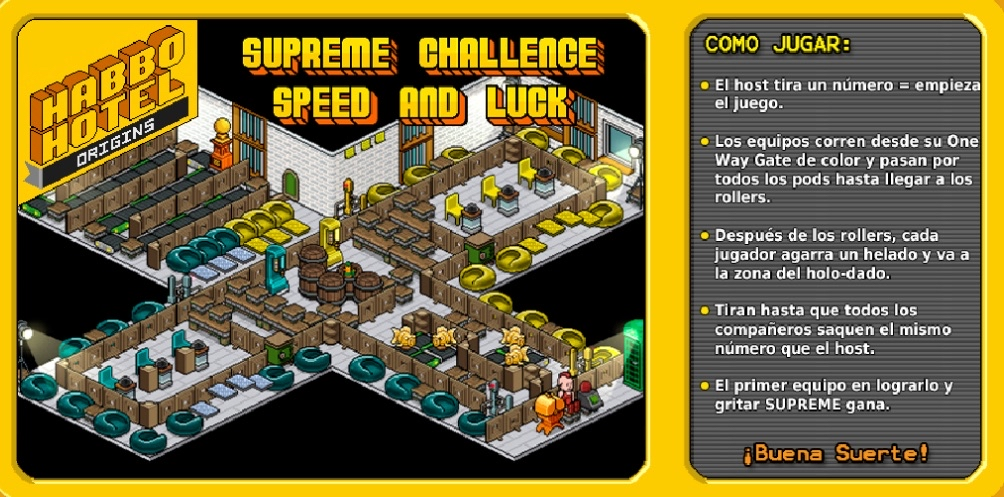 HABBO
HOTEL
ORIGINS
SUPREME CHALLENGE
SPEED AND LUCK
COMO JUGAR:
El host tira un número = empieza
el juego.
Los equipos corren desde su One
Way Gate de color y pasan por
todos los pods hasta llegar a los
rollers.
Después de los rollers, cada
jugador agarra un helado y va a
la zona del holo-dado.
Tiran hasta que todos los
compañeros saquen el mismo
número que el host.
El primer equipo en lograrlo y
gritar SUPREME gana.
¡Buena Suerte!